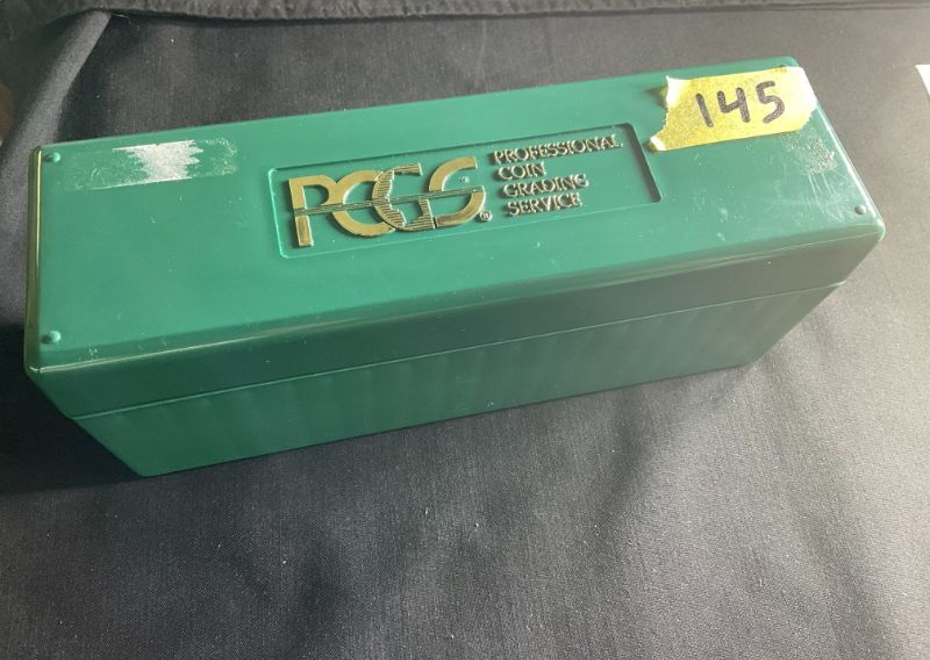 145
PCGS®
PROFESSIONAL
COIN
GRADING
SERVICE